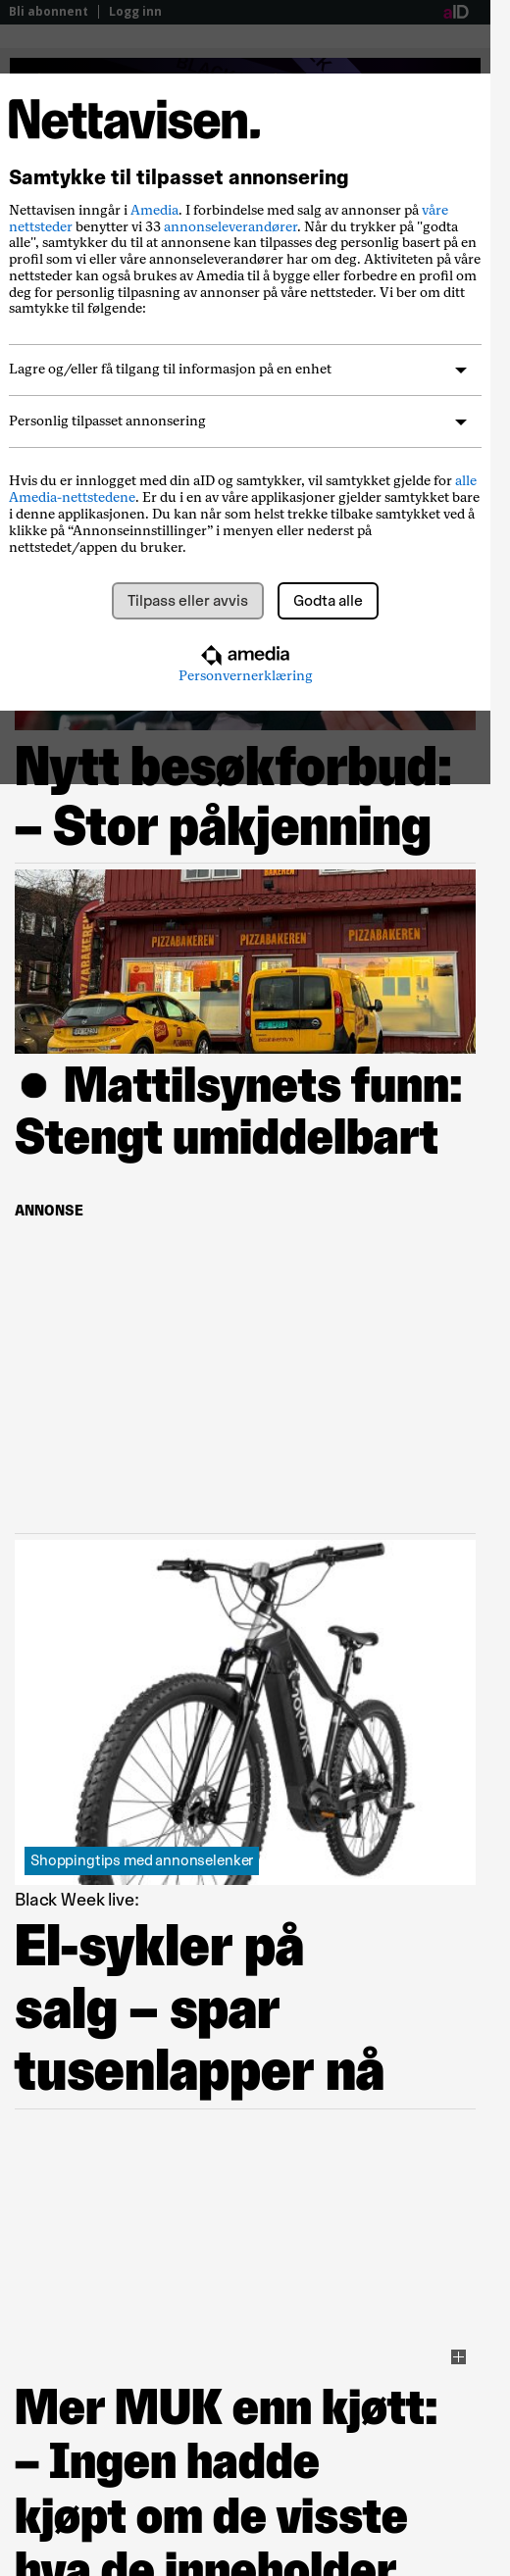 Bli abonnent | Logg inn
aID
Nettavisen.
Samtykke til tilpasset annonsering
Nettavisen inngår i Amedia. I forbindelse med salg av annonser på våre
nettsteder benytter vi 33 annonseleverandører. Når du trykker på "godta
alle", samtykker du til at annonsene kan tilpasses deg personlig basert på en
profil som vi eller våre annonseleverandører har om deg. Aktiviteten på våre
nettsteder kan også brukes av Amedia til å bygge eller forbedre en profil om
deg for personlig tilpasning av annonser på våre nettsteder. Vi ber om ditt
samtykke til følgende:
Lagre og/eller få tilgang til informasjon på en enhet
Personlig tilpasset annonsering
Hvis du er innlogget med din aID og samtykker, vil samtykket gjelde for alle
Amedia-nettstedene. Er du i en av våre applikasjoner gjelder samtykket bare
i denne applikasjonen. Du kan når som helst trekke tilbake samtykket ved å
klikke på “Annonseinnstillinger” i menyen eller nederst på
nettstedet/appen du bruker.
Tilpass eller avvis
Godta alle
amedia
Personvernerklæring
Nytt besøkforbud:
– Stor påkjenning
PIZZABAKEREN
PIZZABAKEREN PIZZABAKEREN PIZZABAKEREN
● Mattilsynets funn:
Stengt umiddelbart
ANNONSE
Shoppingtips med annonselenker
Black Week live:
El-sykler på
salg – spar
tusenlapper nå
Mer MUK enn kjøtt:
– Ingen hadde
kjøpt om de visste
hva de inneholder